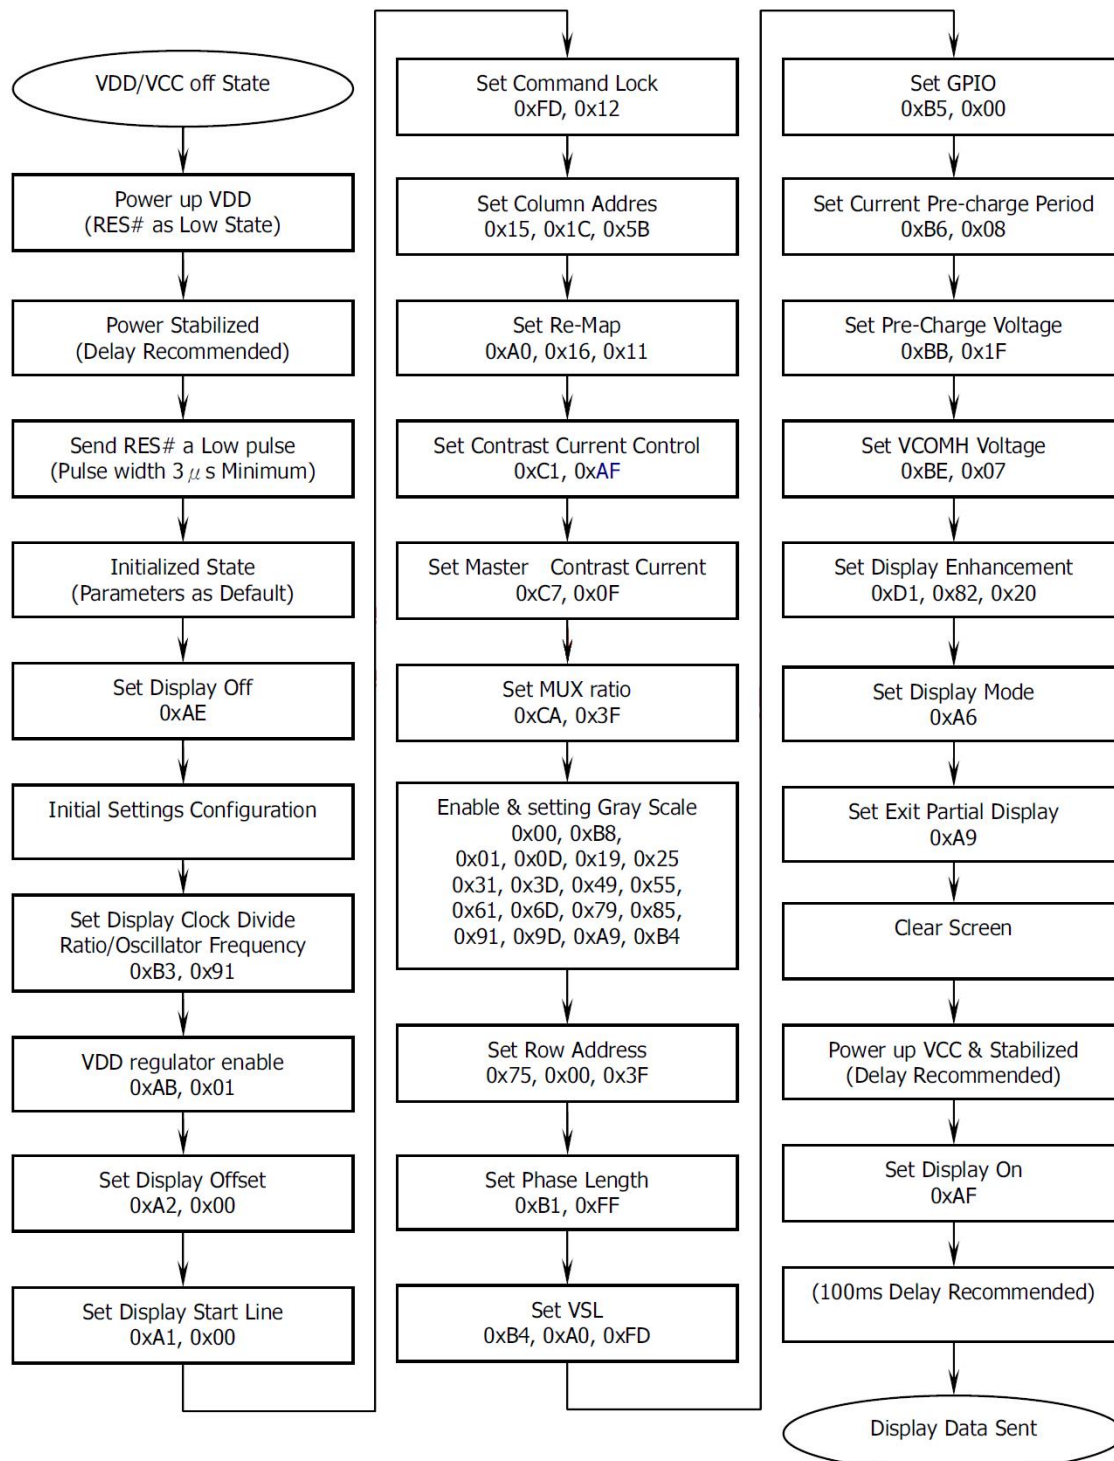 VDD/VCC off State
Power up VDD
(RES# as Low State)
Power Stabilized
(Delay Recommended)
Send RES# a Low pulse
(Pulse width 3 μs Minimum)
Initialized State
(Parameters as Default)
Set Display Off
0xAE
Initial Settings Configuration
Set Display Clock Divide
Ratio/Oscillator Frequency
0xB3, 0x91
VDD regulator enable
0xAB, 0x01
Set Display Offset
0xA2, 0x00
Set Display Start Line
0xA1, 0x00
Set Command Lock
0xFD, 0x12
Set Column Addres
0x15, 0x1C, 0x5B
Set Re-Map
0xA0, 0x16, 0x11
Set Contrast Current Control
0xC1, 0xAF
Set Master Contrast Current
0xC7, 0x0F
Set MUX ratio
0xCA, 0x3F
Enable & setting Gray Scale
0x00, 0xB8,
0x01, 0x0D, 0x19, 0x25
0x31, 0x3D, 0x49, 0x55,
0x61, 0x6D, 0x79, 0x85,
0x91, 0x9D, 0xA9, 0xB4
Set Row Address
0x75, 0x00, 0x3F
Set Phase Length
0xB1, 0xFF
Set VSL
0xB4, 0xA0, 0xFD
Set GPIO
0xB5, 0x00
Set Current Pre-charge Period
0xB6, 0x08
Set Pre-Charge Voltage
0xBB, 0x1F
Set VCOMH Voltage
0xBE, 0x07
Set Display Enhancement
0xD1, 0x82, 0x20
Set Display Mode
0xA6
Set Exit Partial Display
0xA9
Clear Screen
Power up VCC & Stabilized
(Delay Recommended)
Set Display On
0xAF
(100ms Delay Recommended)
Display Data Sent